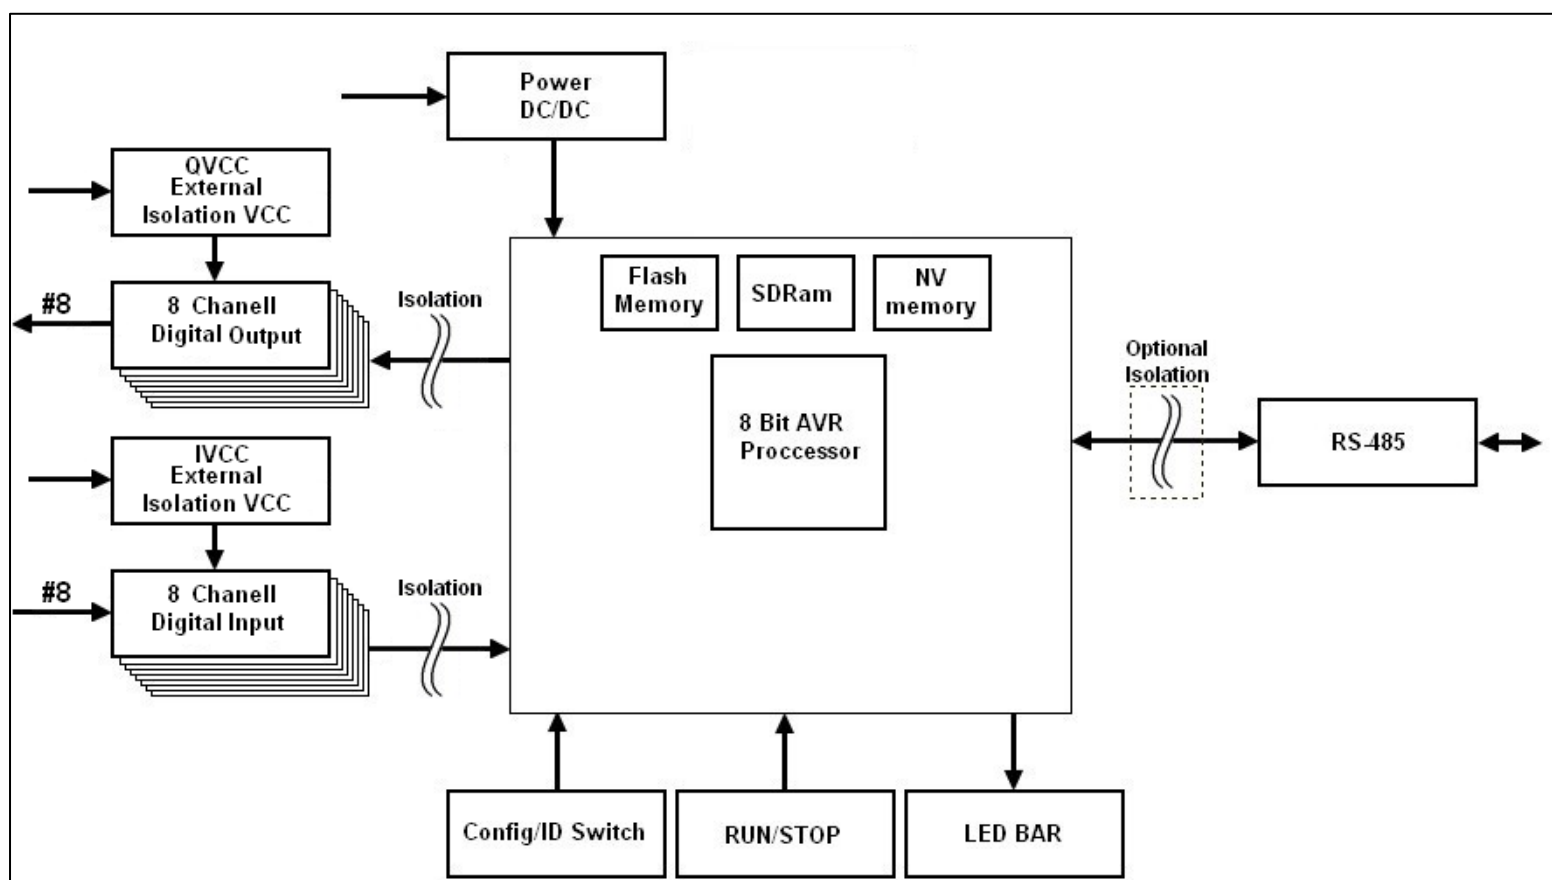 Power
DC/DC
QVCC
External
Isolation VCC
#8
8 Chanell
Digital Output
Isolation
Flash
Memory
SDRam
NV
memory
8 Bit AVR
Proccessor
Optional
Isolation
RS-485
IVCC
External
Isolation VCC
#8
8 Chanell
Digital Input
Isolation
Config/ID Switch
RUN/STOP
LED BAR